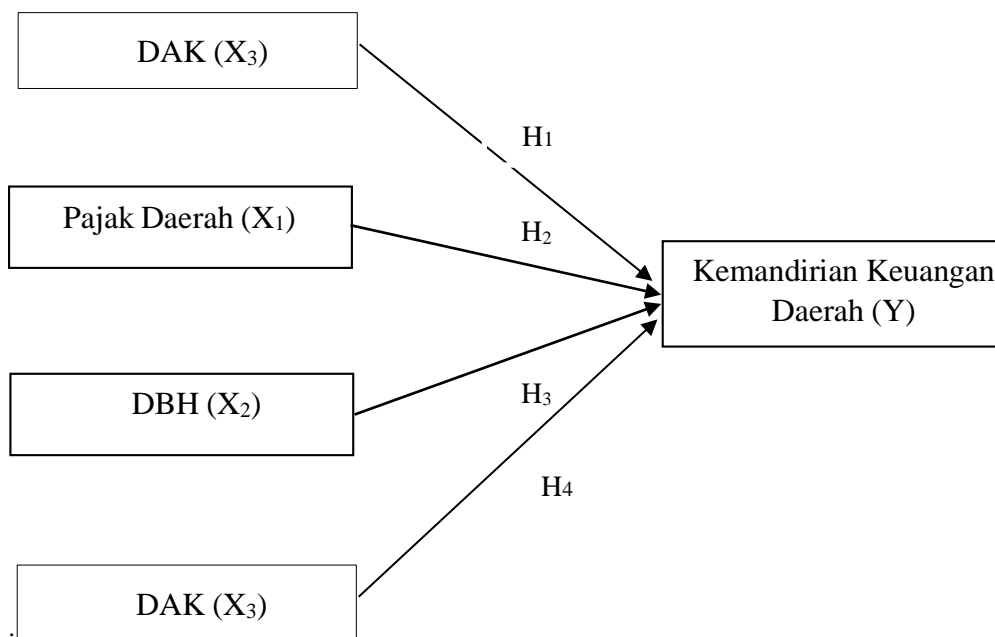 DAK (X₃)
H1
Pajak Daerah (X₁)
H₂
Kemandirian Keuangan
Daerah (Y)
DBH (X₂)
H₃
H4
DAK (X₃)
.